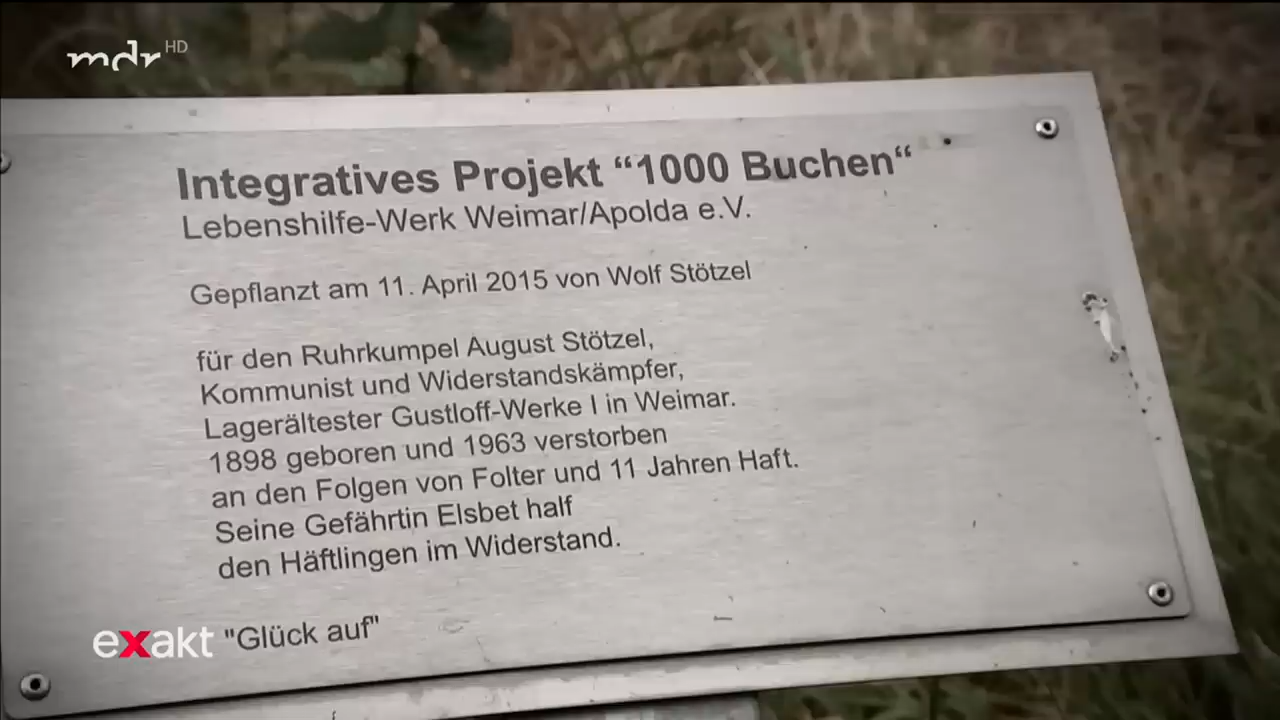 mdr HD
Integratives Projekt “1000 Buchen“
Lebenshilfe-Werk Weimar/Apolda e.V.
Gepflanzt am 11. April 2015 von Wolf Stötzel
für den Ruhrkumpel August Stötzel,
Kommunist und Widerstandskämpfer,
Lagerältester Gustloff-Werke I in Weimar.
1898 geboren und 1963 verstorben
an den Folgen von Folter und 11 Jahren Haft.
Seine Gefährtin Elsbet half
den Häftlingen im Widerstand.
"Glück auf"
exakt